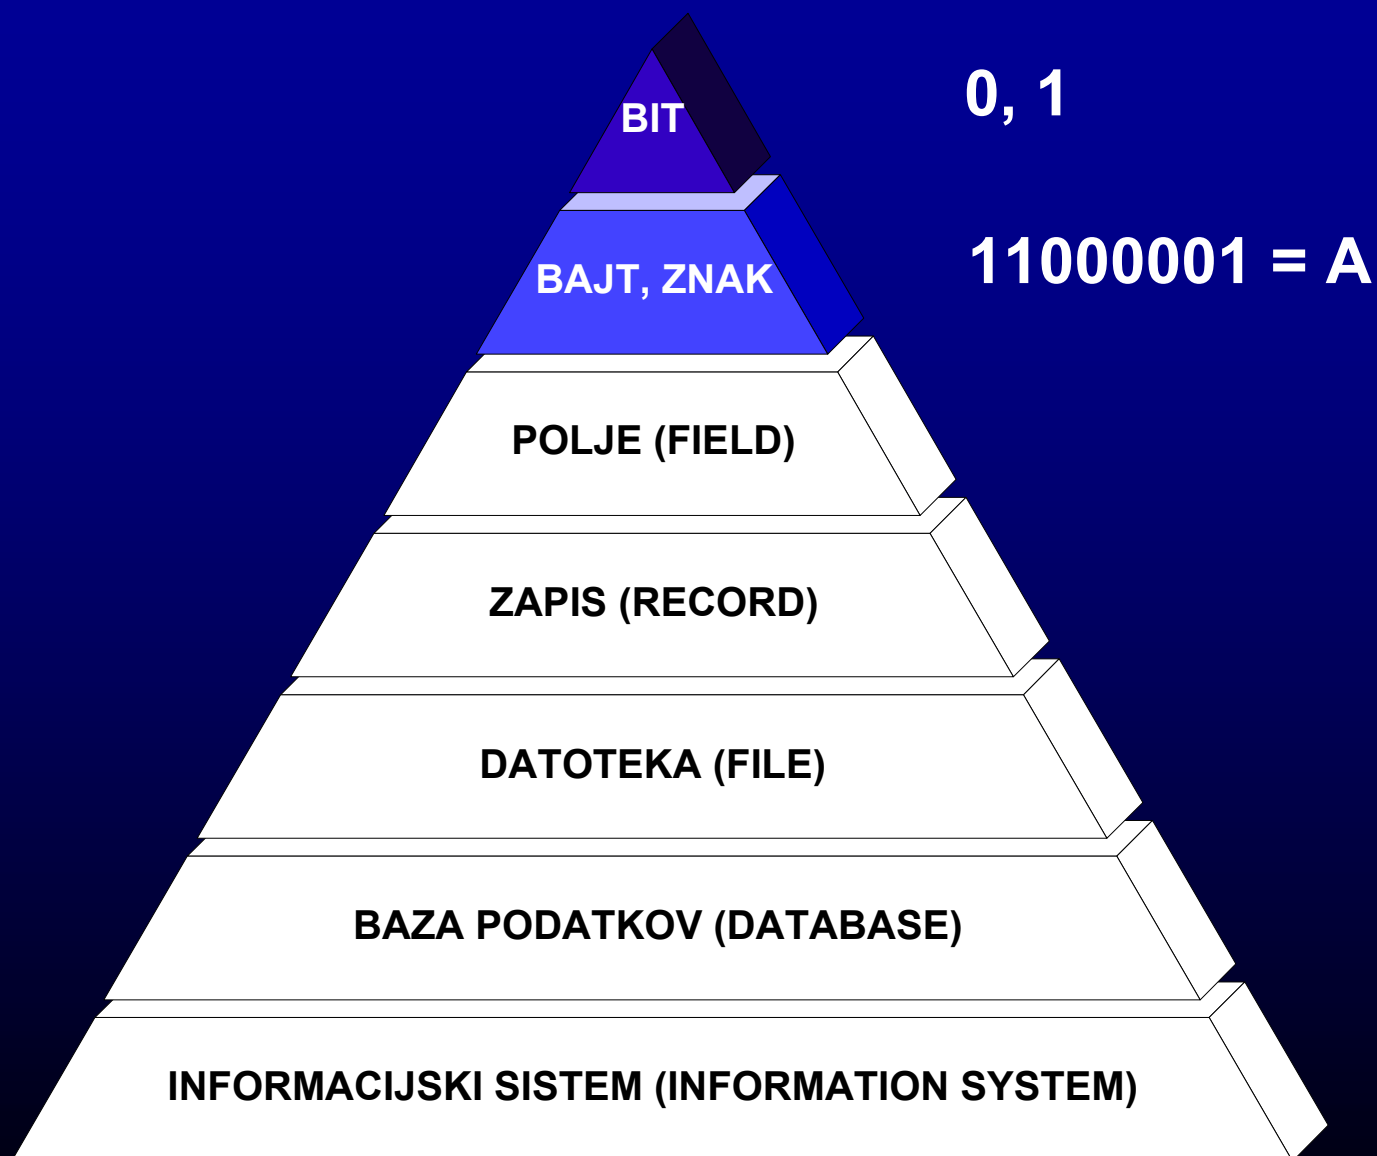 BIT
0, 1
BAJT, ZNAK
11000001 = A
POLJE (FIELD)
ZAPIS (RECORD)
DATOTEKA (FILE)
BAZA PODATKOV (DATABASE)
INFORMACIJSKI SISTEM (INFORMATION SYSTEM)